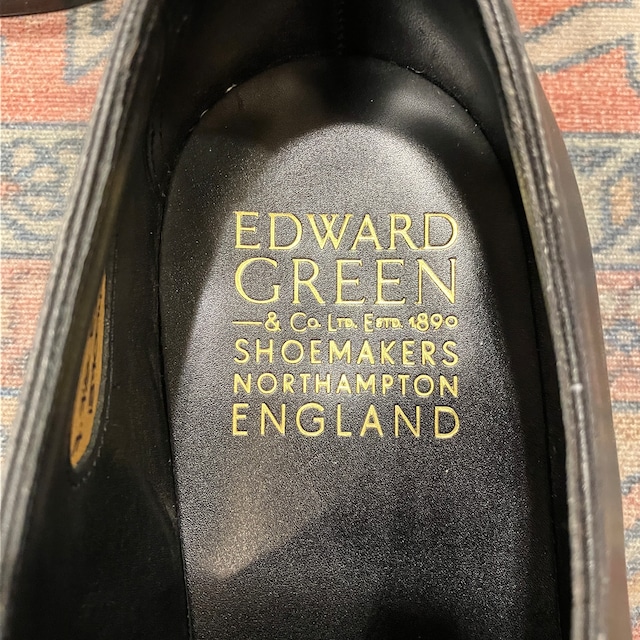 EDWARD
GREEN
— & Co. LTD. ESTD. 1890
SHOEMAKERS
NORTHAMPTON
ENGLAND